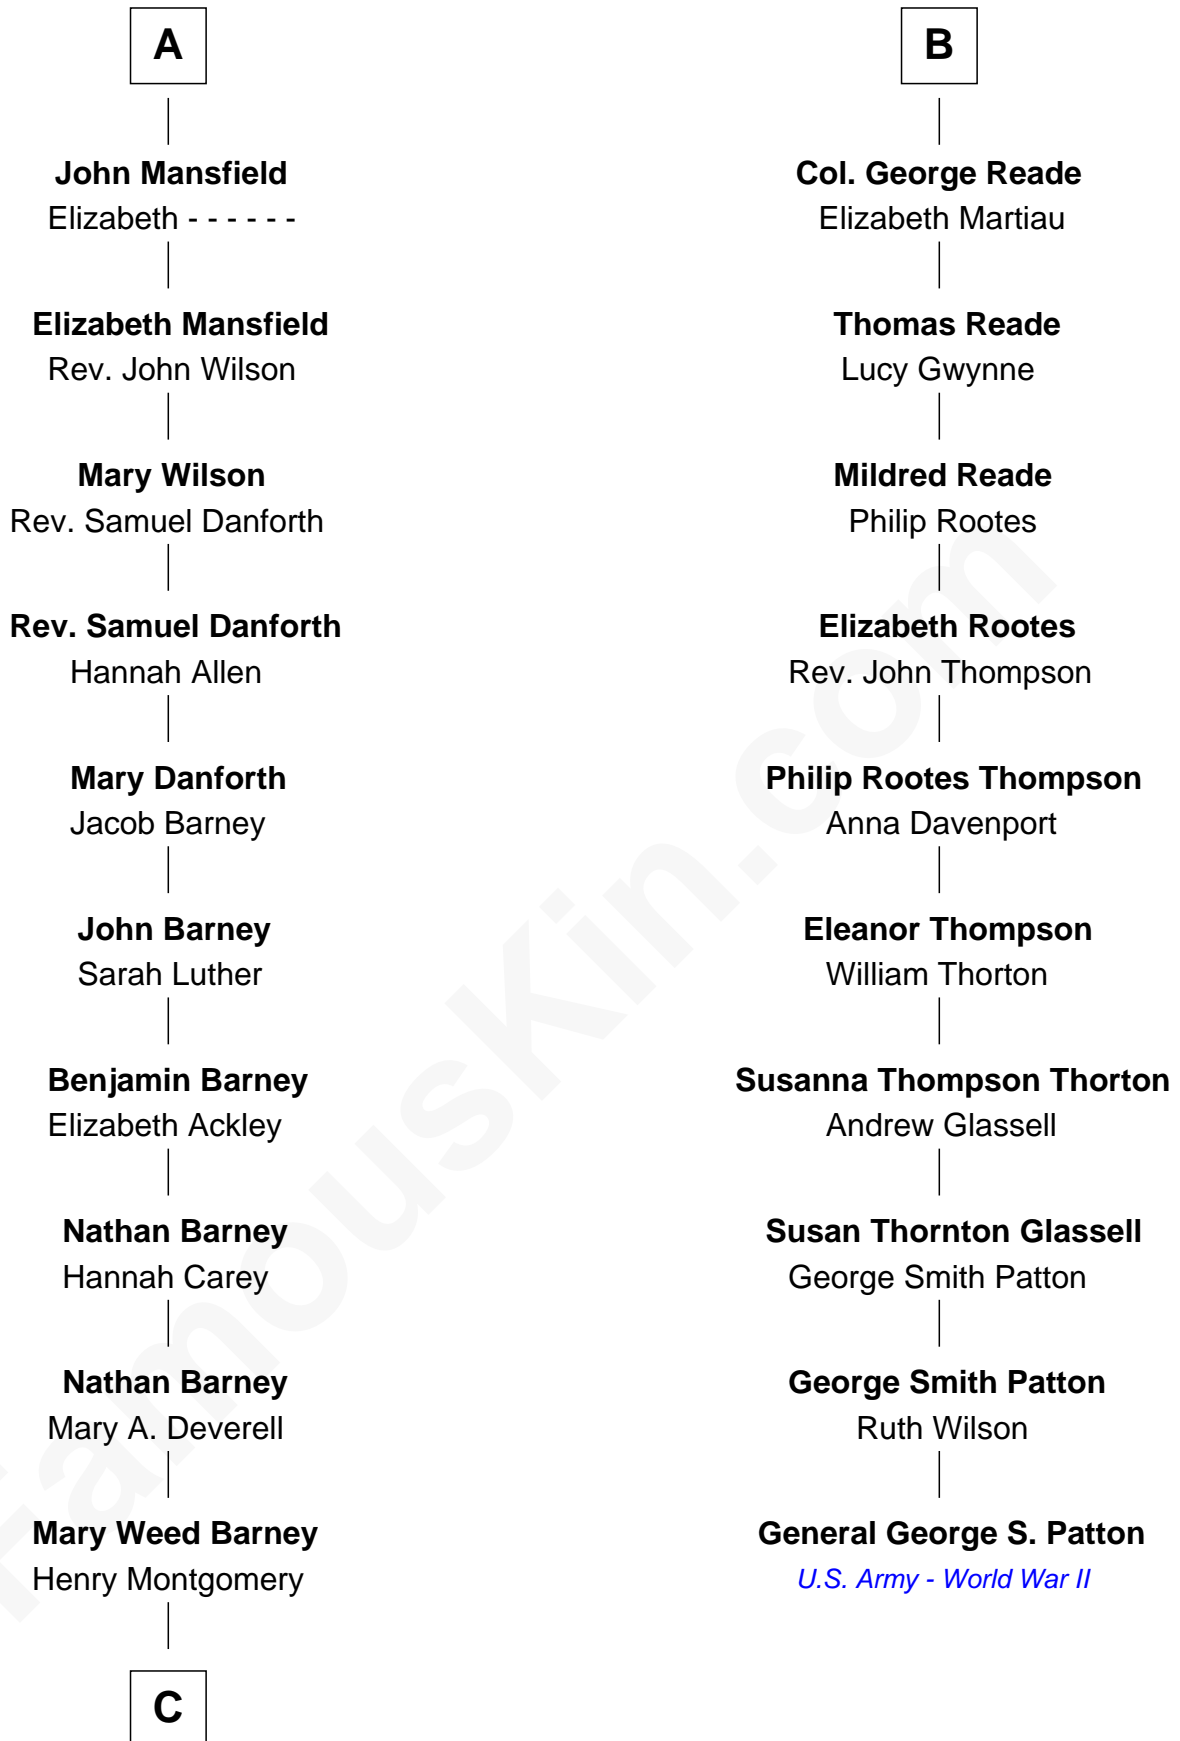 A
John Mansfield
Elizabeth - - - - - -
Elizabeth Mansfield
Rev. John Wilson
Mary Wilson
Rev. Samuel Danforth
Rev. Samuel Danforth
Hannah Allen
Mary Danforth
Jacob Barney
John Barney
Sarah Luther
Benjamin Barney
Elizabeth Ackley
Nathan Barney
Hannah Carey
Nathan Barney
Mary A. Deverell
Mary Weed Barney
Henry Montgomery
C
B
Col. George Reade
Elizabeth Martiau
Thomas Reade
Lucy Gwynne
Mildred Reade
Philip Rootes
Elizabeth Rootes
Rev. John Thompson
Philip Rootes Thompson
Anna Davenport
Eleanor Thompson
William Thorton
Susanna Thompson Thorton
Andrew Glassell
Susan Thornton Glassell
George Smith Patton
George Smith Patton
Ruth Wilson
General George S. Patton
U.S. Army - World War II
FamousKin.com